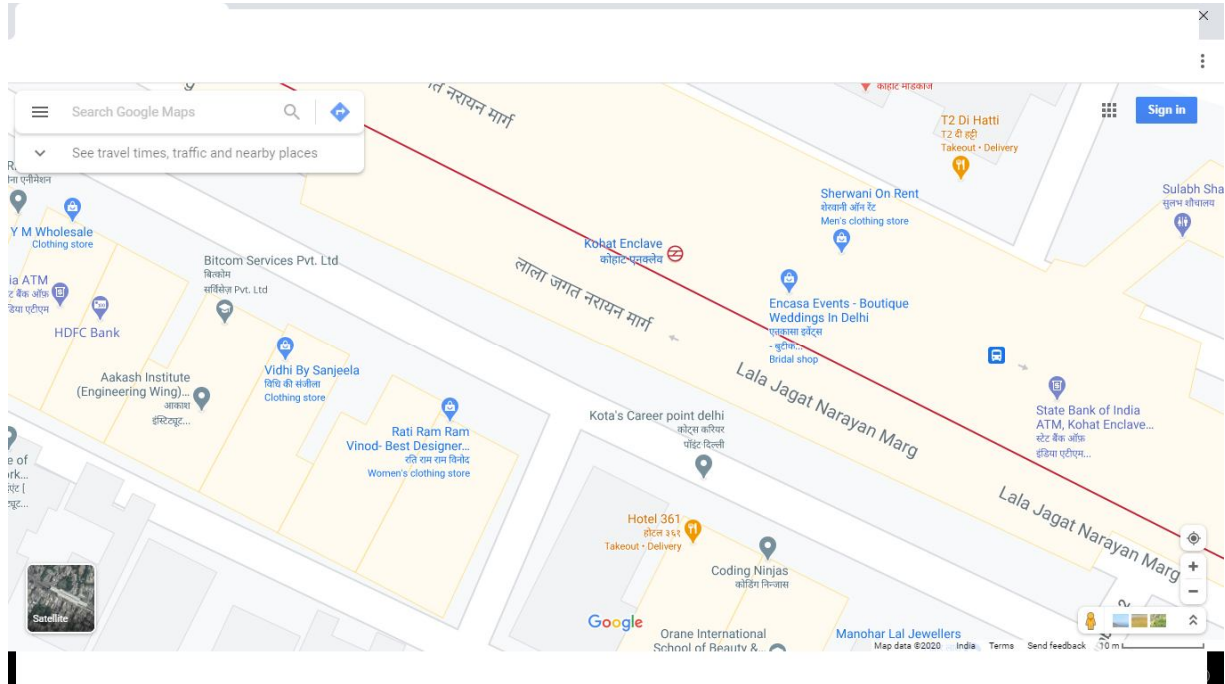 Search Google Maps
See travel times, traffic and nearby places
Sign in
T2 Di Hatti
T2 दी हट्टी
Takeout • Delivery
Sherwani On Rent
शेरवानी ऑन रेंट
Men's clothing store
Sulabh Sha
सुलभ शौचालय
Y M Wholesale
Clothing store
Bitcom Services Pvt. Ltd
बिटकोम
सर्विसेज़ Pvt. Ltd
Kohat Enclave
कोहाट एनक्लेव
लाला जगत नरायन मार्ग
ia ATM
HDFC Bank
Encasa Events - Boutique
Weddings In Delhi
एनकासा इवेंट्स
- बुटीक...
Bridal shop
Vidhi By Sanjeela
विधि की संजीला
Clothing store
Aakash Institute
(Engineering Wing)...
आकाश
इंस्टिट्यूट...
Lala Jagat Narayan Marg
State Bank of India
ATM, Kohat Enclave...
स्टेट बैंक ऑफ़
इंडिया एटीएम...
Rati Ram Ram
Vinod- Best Designer...
रति राम राम विनोद
Women's clothing store
Kota's Career point delhi
कोट्स करियर
पॉइंट दिल्ली
Lala Jagat Narayan Marg
Hotel 361
होटल ३६१
Takeout • Delivery
Coding Ninjas
कोडिंग निन्जास
Satellite
Google
Orane International
School of Beauty &...
Manohar Lal Jewellers
Map data ©2020 India Terms Send feedback 10 m